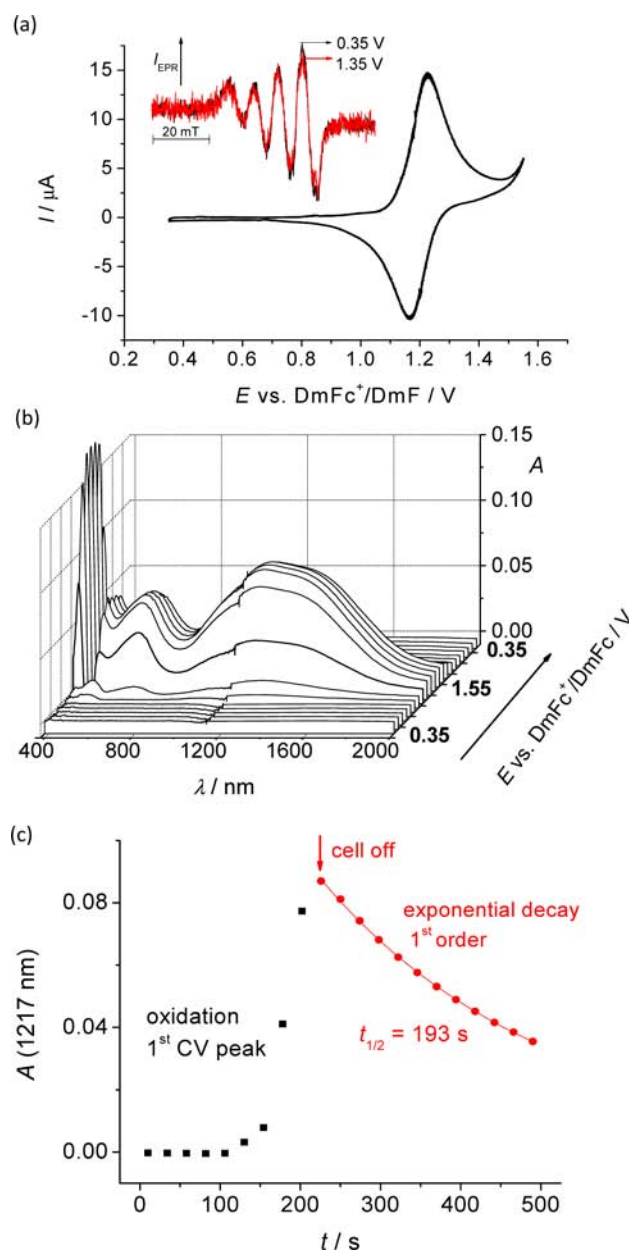 (a)
I_EPR
0.35 V
1.35 V
20 mT
15
10
5
0
-5
-10
I / µA
0.2 0.4 0.6 0.8 1.0 1.2 1.4 1.6
E vs. DmFc⁺/DmF / V
(b)
0.15
A
0.10
0.05
0.00
0.35
1.55
0.35
400 800 1200 1600 2000
λ / nm
E vs. DmFc⁺/DmFc / V
(c)
cell off
exponential decay
1st order
oxidation
1st CV peak
t1/2 = 193 s
0.08
0.04
0.00
A (1217 nm)
0 100 200 300 400 500
t / s